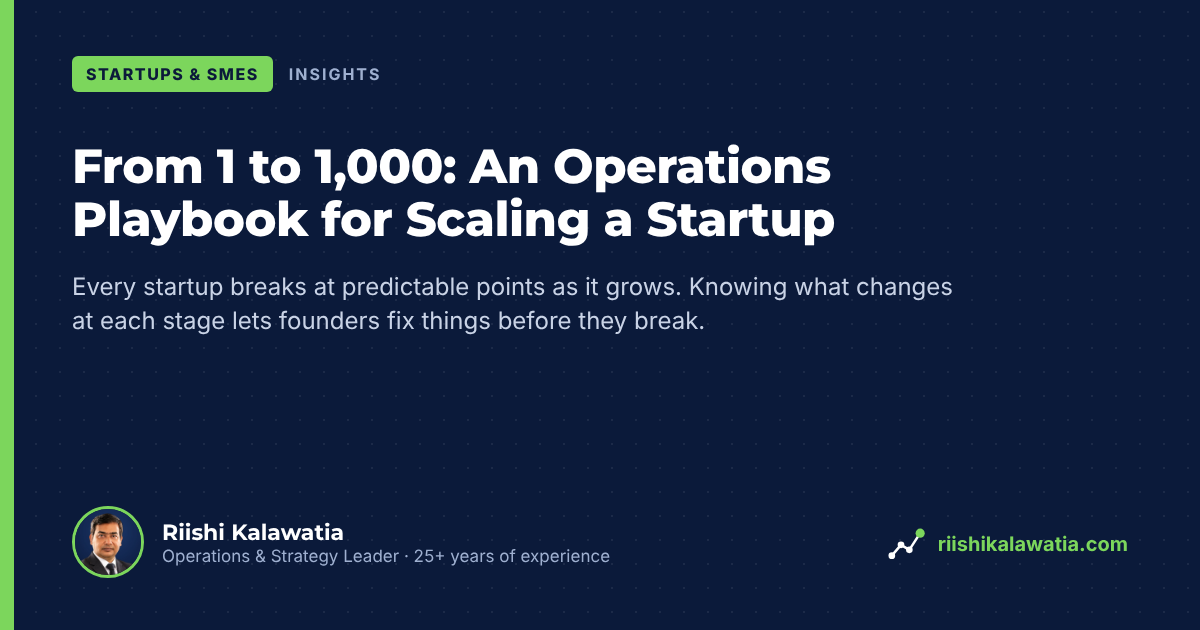 STARTUPS & SMES INSIGHTS
From 1 to 1,000: An Operations
Playbook for Scaling a Startup
Every startup breaks at predictable points as it grows. Knowing what changes
at each stage lets founders fix things before they break.
Riishi Kalawatia
Operations & Strategy Leader · 25+ years of experience
riishikalawatia.com